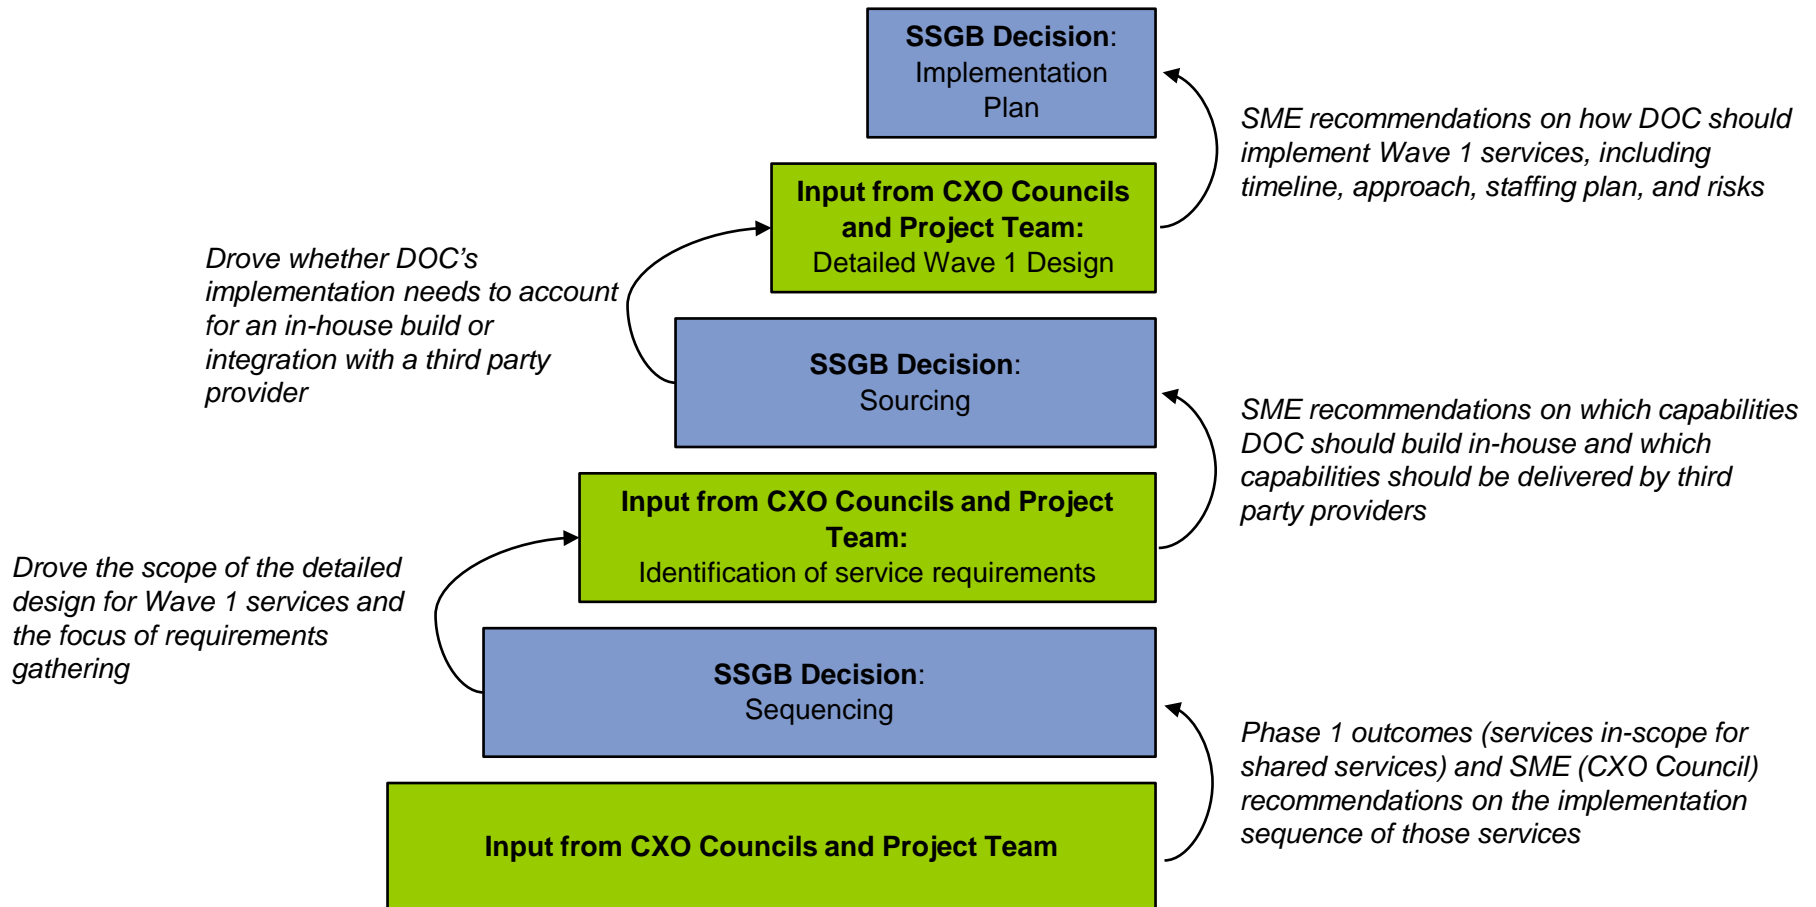 SSGB Decision:
Implementation
Plan
SME recommendations on how DOC should
implement Wave 1 services, including
timeline, approach, staffing plan, and risks
Input from CXO Councils
and Project Team:
Detailed Wave 1 Design
Drove whether DOC’s
implementation needs to account
for an in-house build or
integration with a third party
provider
SSGB Decision:
Sourcing
SME recommendations on which capabilities
DOC should build in-house and which
capabilities should be delivered by third
party providers
Input from CXO Councils and Project
Team:
Identification of service requirements
Drove the scope of the detailed
design for Wave 1 services and
the focus of requirements
gathering
SSGB Decision:
Sequencing
Phase 1 outcomes (services in-scope for
shared services) and SME (CXO Council)
recommendations on the implementation
sequence of those services
Input from CXO Councils and Project Team